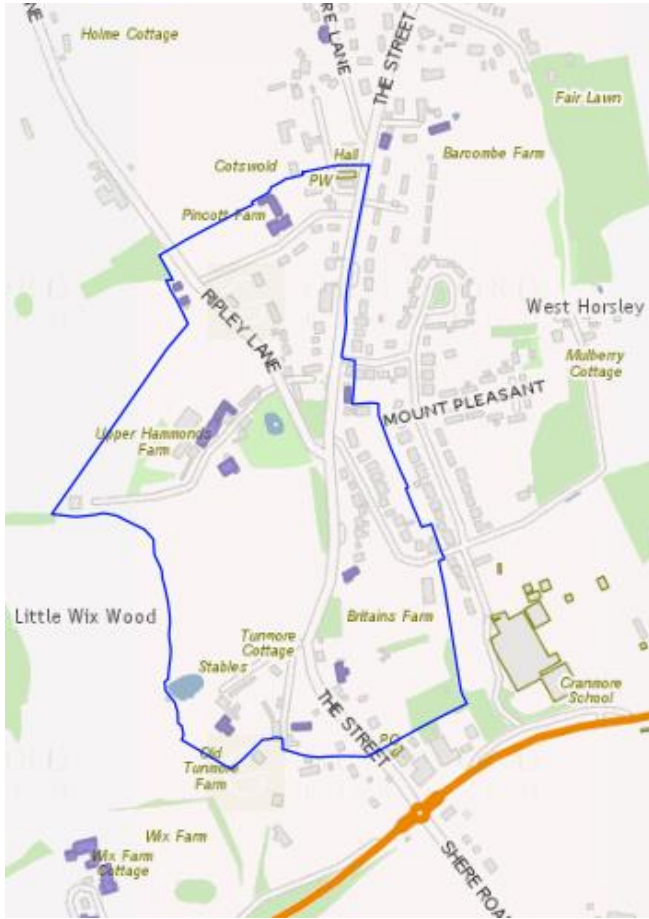 NE
Holme Cottage
RE LANE
THE STREET
Fair Lawn
Hall
Cotswold
PW
Barcombe Farm
Pincott Farm
RIPLEY LANE
West Horsley
Mulberry
Cottage
MOUNT PLEASANT
Upper Hammonds
Farm
Little Wix Wood
Britains Farm
Tunmore
Cottage
Stables
Cranmore
School
THE STREET
PO
Old
Tunmore
Farm
Wix Farm
Wix Farm
Cottage
SHERE ROA